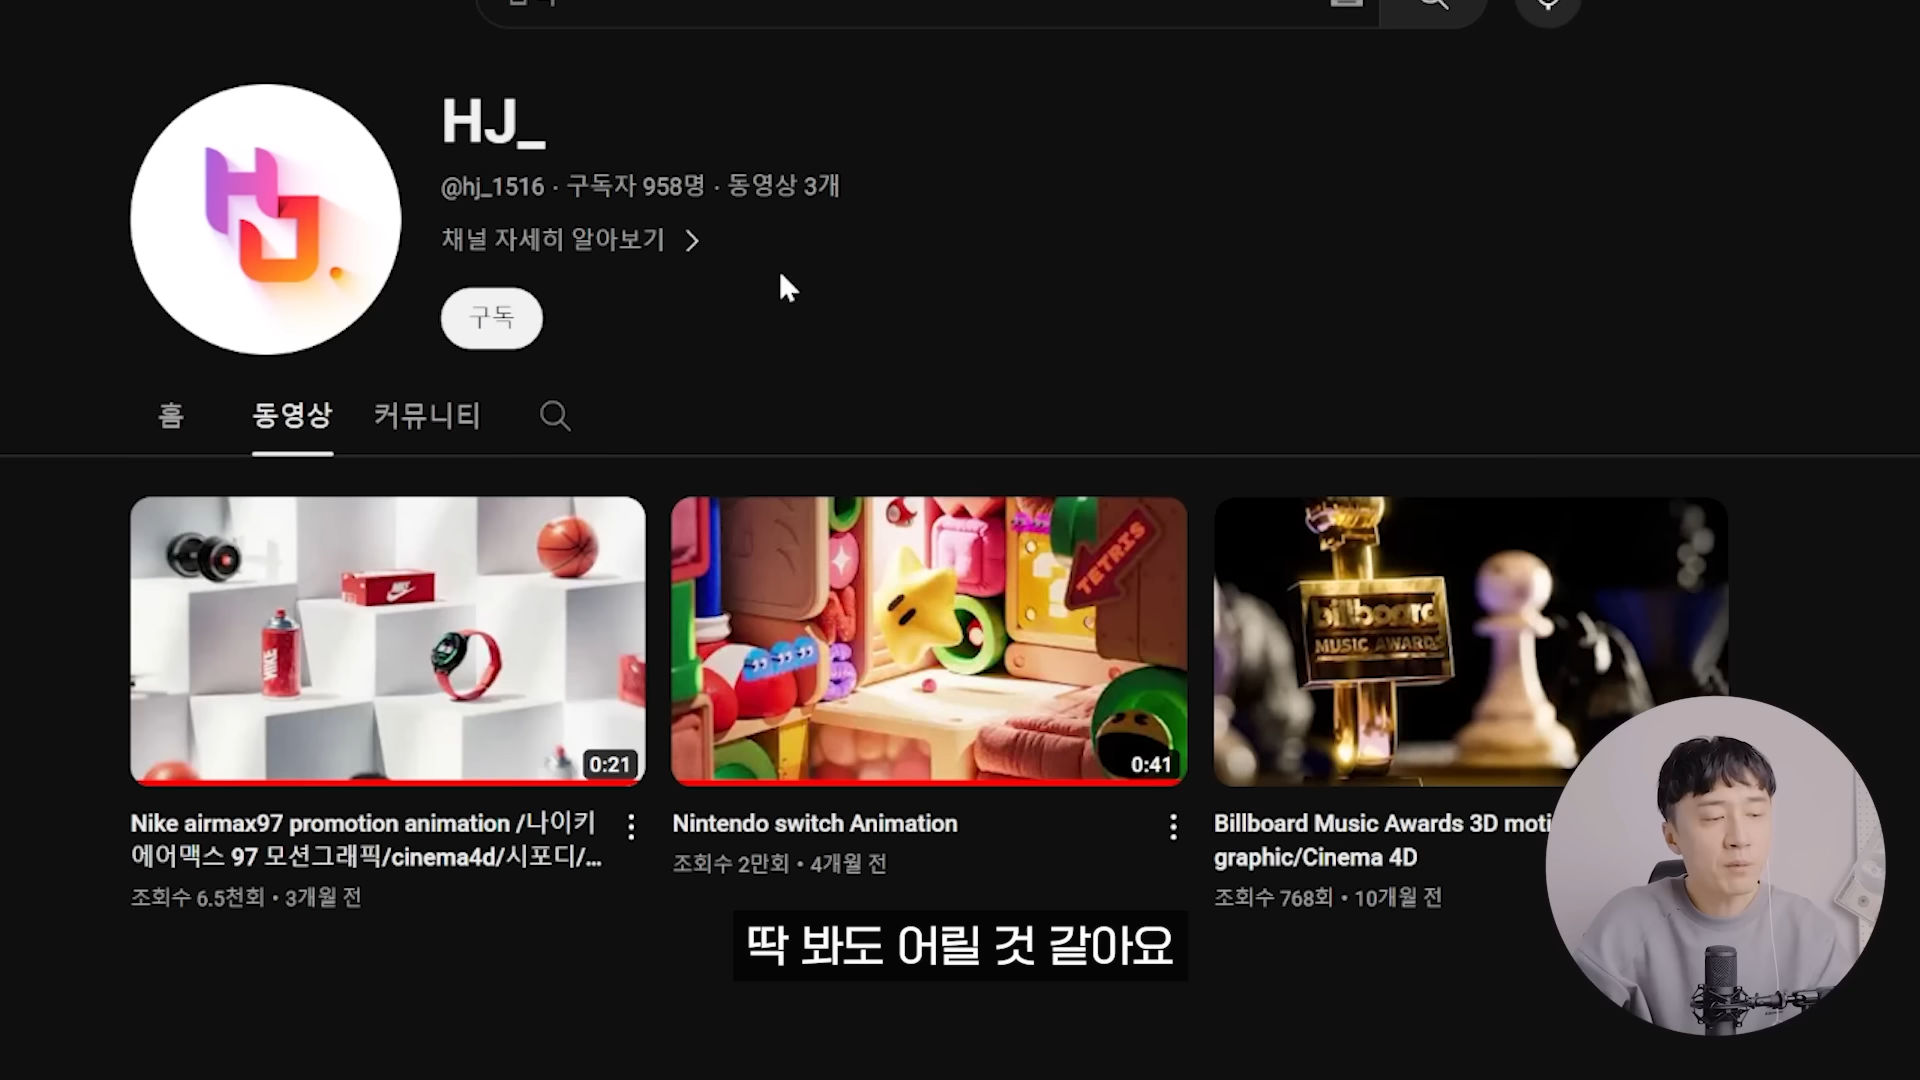 HJ_
@hj_1516 · 구독자 958명 · 동영상 3개
채널 자세히 알아보기
구독
홈 동영상 커뮤니티
NIKE
TETRIS
billboard
MUSIC AWARDS
0:21
0:41
Nike airmax97 promotion animation /나이키
에어맥스 97 모션그래픽/cinema4d/시포디/...
조회수 6.5천회 • 3개월 전
Nintendo switch Animation
조회수 2만회 • 4개월 전
Billboard Music Awards 3D moti
graphic/Cinema 4D
조회수 768회 • 10개월 전
딱 봐도 어릴 것 같아요